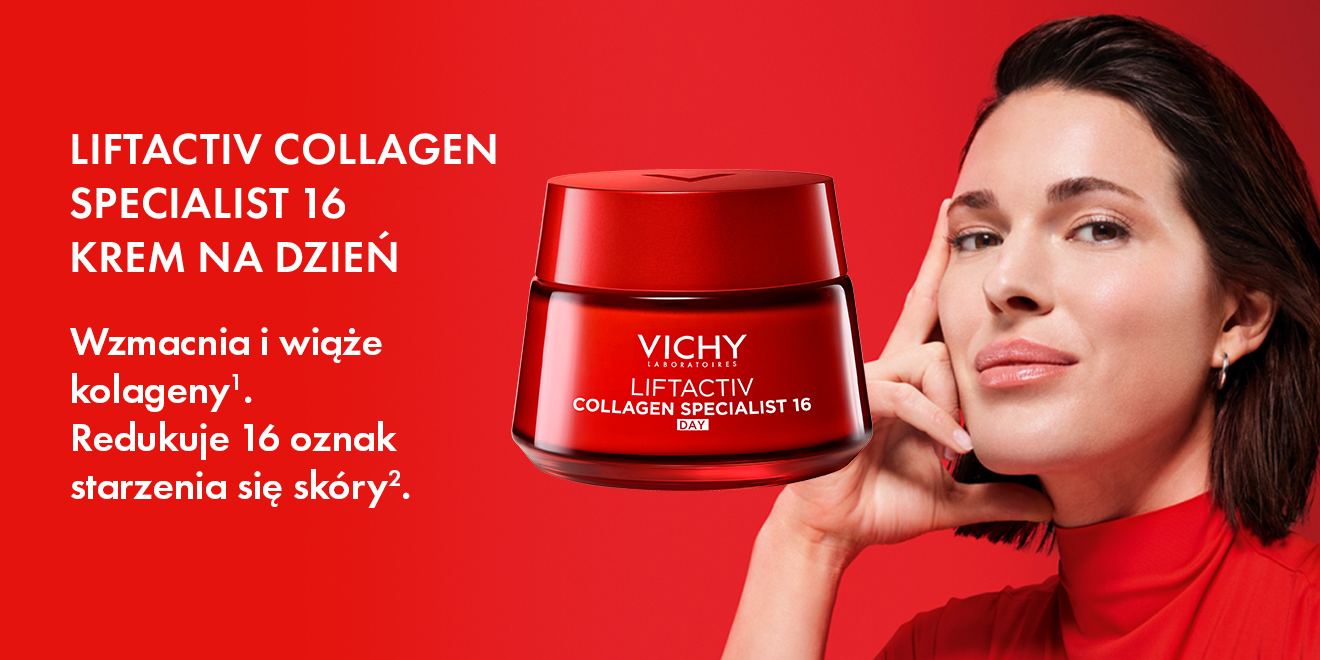 LIFTACTIV COLLAGEN
SPECIALIST 16
KREM NA DZIEŃ
Wzmacnia i wiąże
kolageny¹.
Redukuje 16 oznak
starzenia się skóry².
VICHY
LABORATOIRES
LIFTACTIV
COLLAGEN SPECIALIST 16
DAY